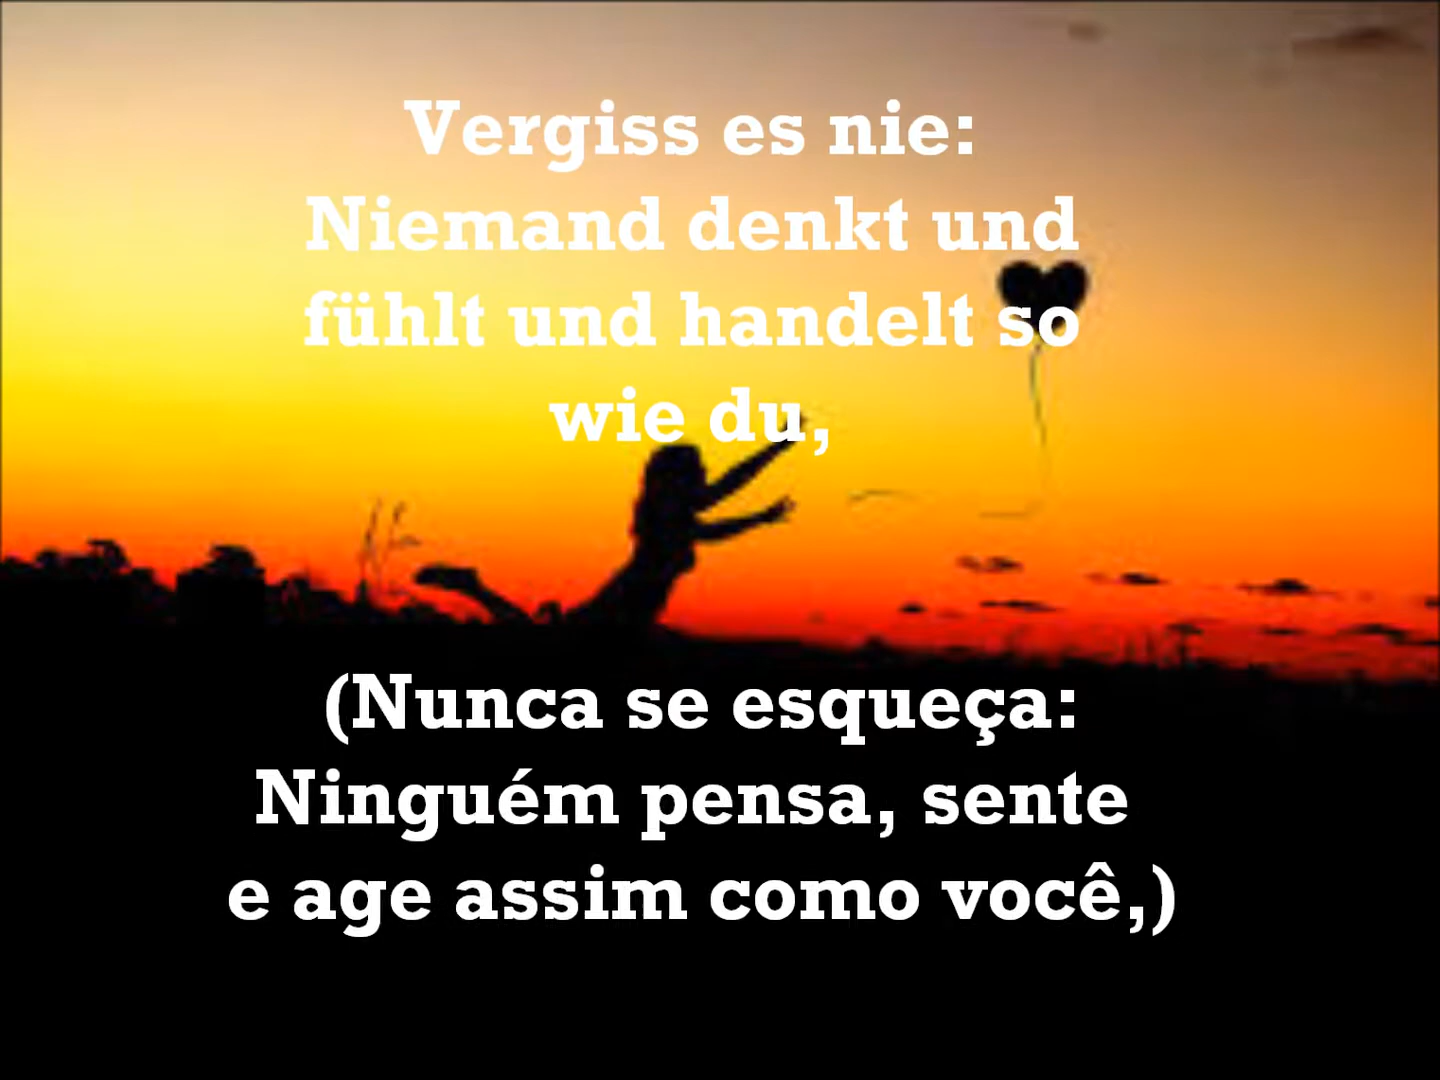 Vergiss es nie:
Niemand denkt und
fühlt und handelt so
wie du,
(Nunca se esqueça:
Ninguém pensa, sente
e age assim como você,)